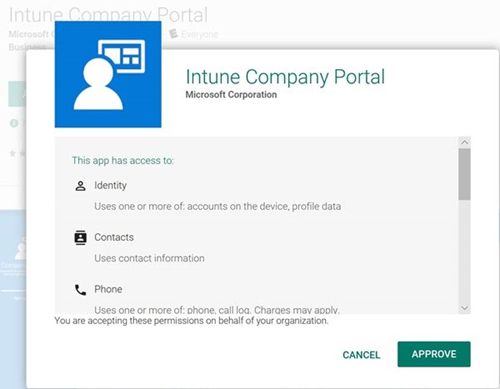 Intune Company Portal
Microsoft C
Everyone
Business
Intune Company Portal
Microsoft Corporation
This app has access to:
Identity
Uses one or more of: accounts on the device, profile data
Contacts
Uses contact information
Phone
Uses one or more of: phone, call log. Charges may apply.
You are accepting these permissions on behalf of your organization.
CANCEL
APPROVE